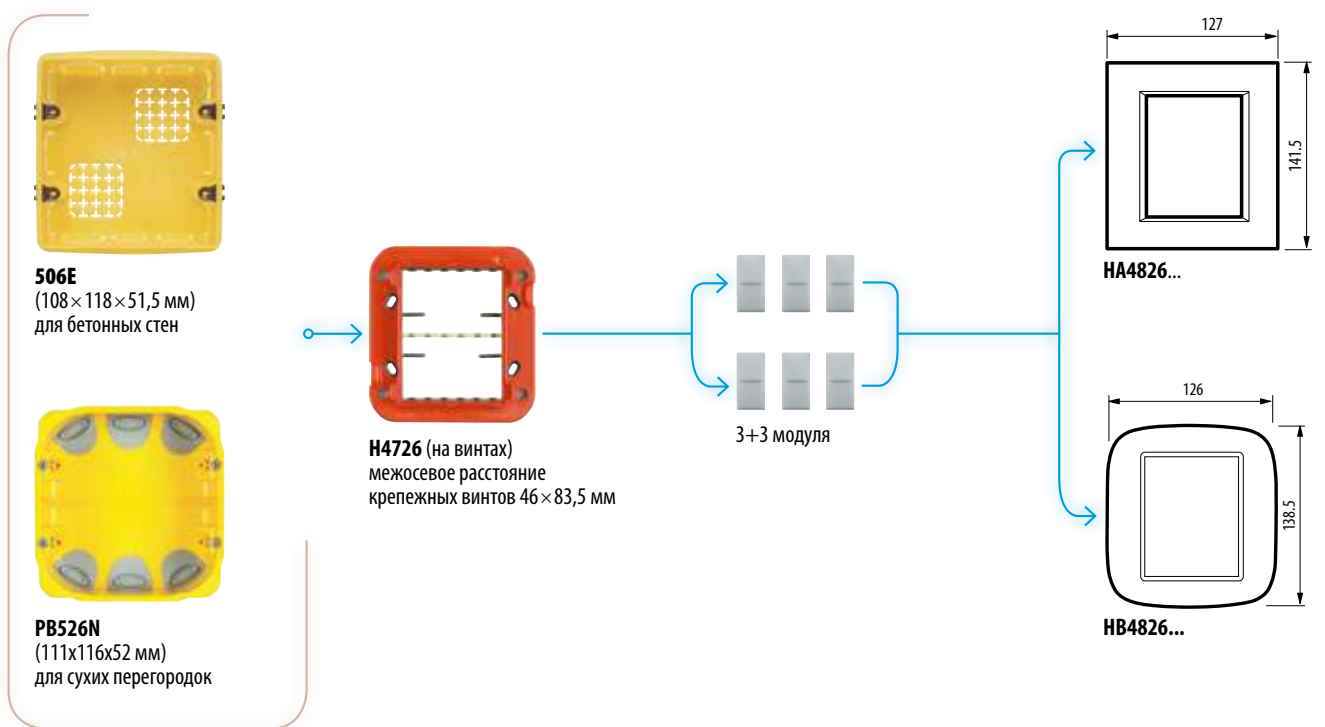 506E
(108×118×51,5 мм)
для бетонных стен
PB526N
(111x116x52 мм)
для сухих перегородок
H4726 (на винтах)
межосевое расстояние
крепежных винтов 46×83,5 мм
3+3 модуля
127
141.5
HA4826...
126
138.5
HB4826...